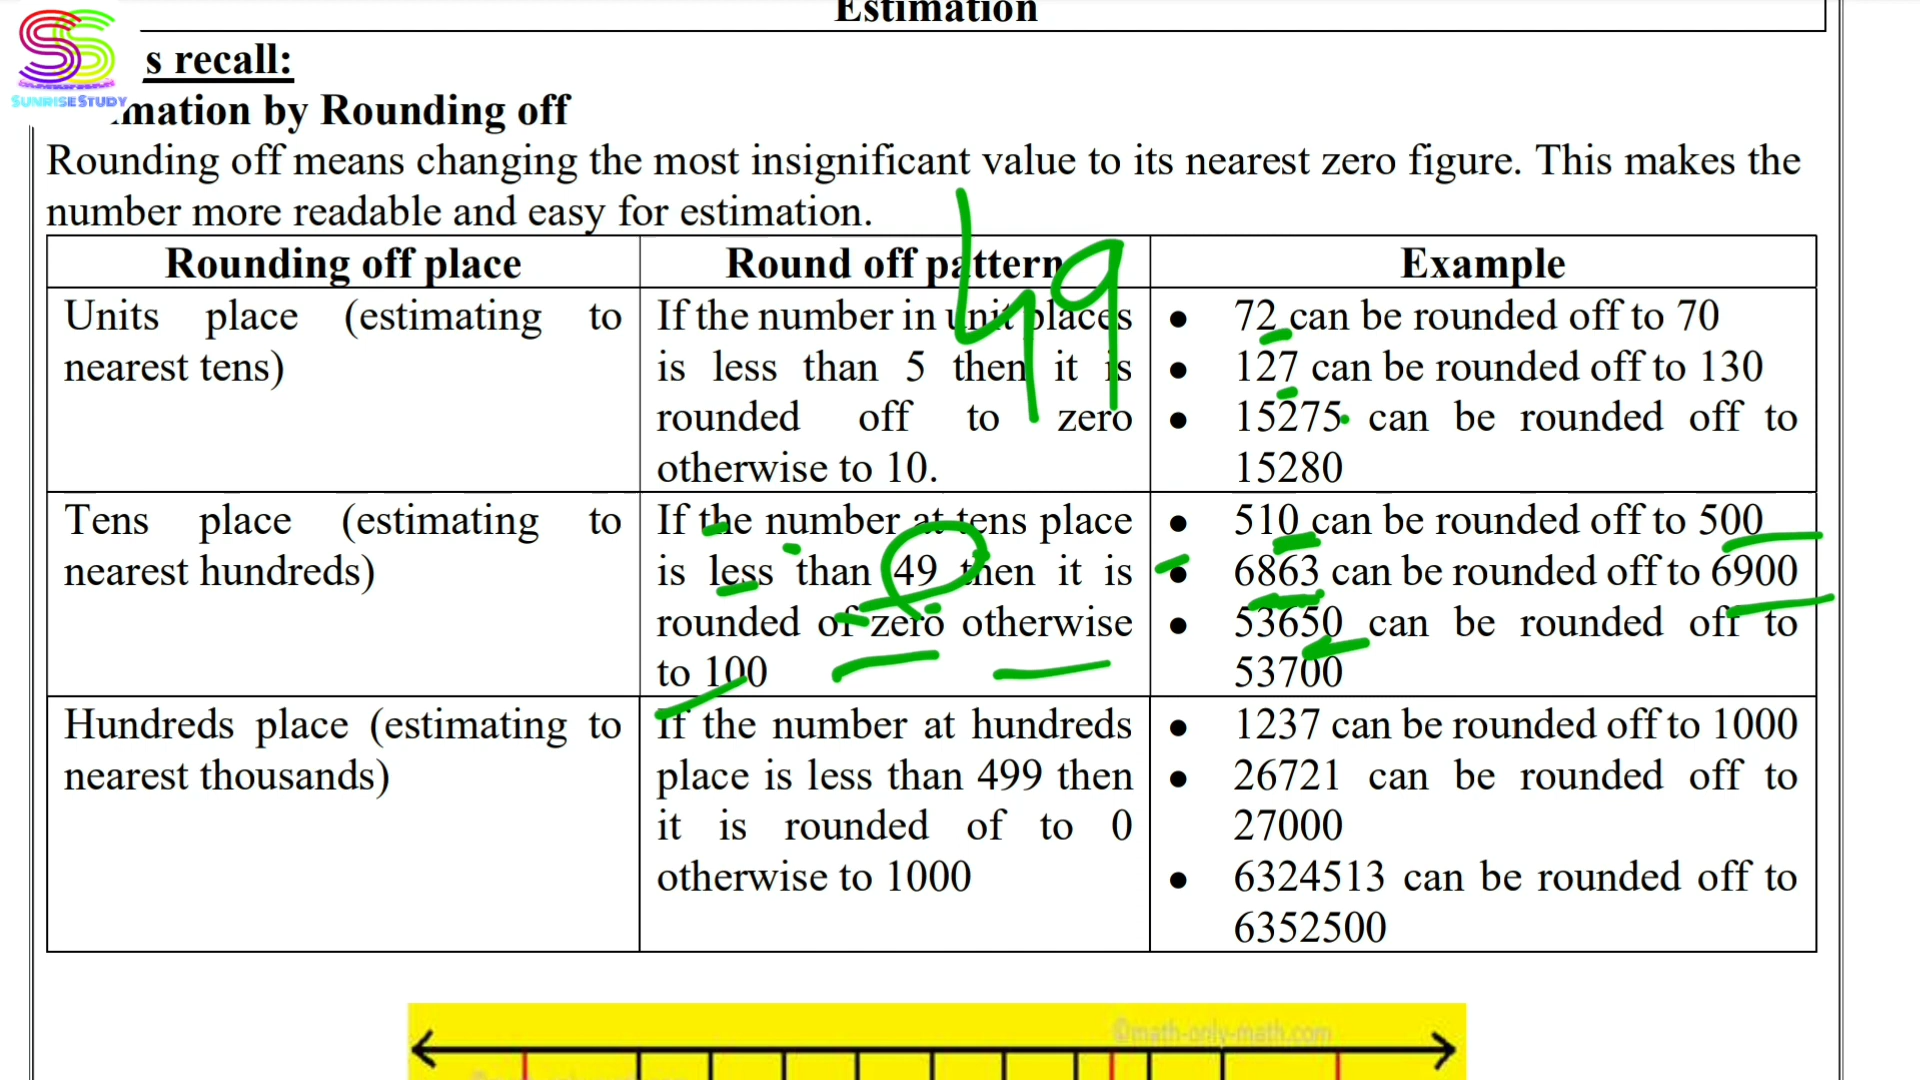 Estimation
SUNRISE STUDY
s recall:
mation by Rounding off
Rounding off means changing the most insignificant value to its nearest zero figure. This makes the
number more readable and easy for estimation.
49
Rounding off place
Round off pattern
Example
Units place (estimating to
nearest tens)
If the number in unit places
is less than 5 then it is
rounded off to zero
otherwise to 10.
● 72 can be rounded off to 70
● 127 can be rounded off to 130
● 15275 can be rounded off to
15280
Tens place (estimating to
nearest hundreds)
If the number at tens place
is less than 49 then it is
rounded of zero otherwise
to 100
● 510 can be rounded off to 500
● 6863 can be rounded off to 6900
● 53650 can be rounded off to
53700
Hundreds place (estimating to
nearest thousands)
If the number at hundreds
place is less than 499 then
it is rounded of to 0
otherwise to 1000
● 1237 can be rounded off to 1000
● 26721 can be rounded off to
27000
● 6324513 can be rounded off to
6352500
©math-only-math.com